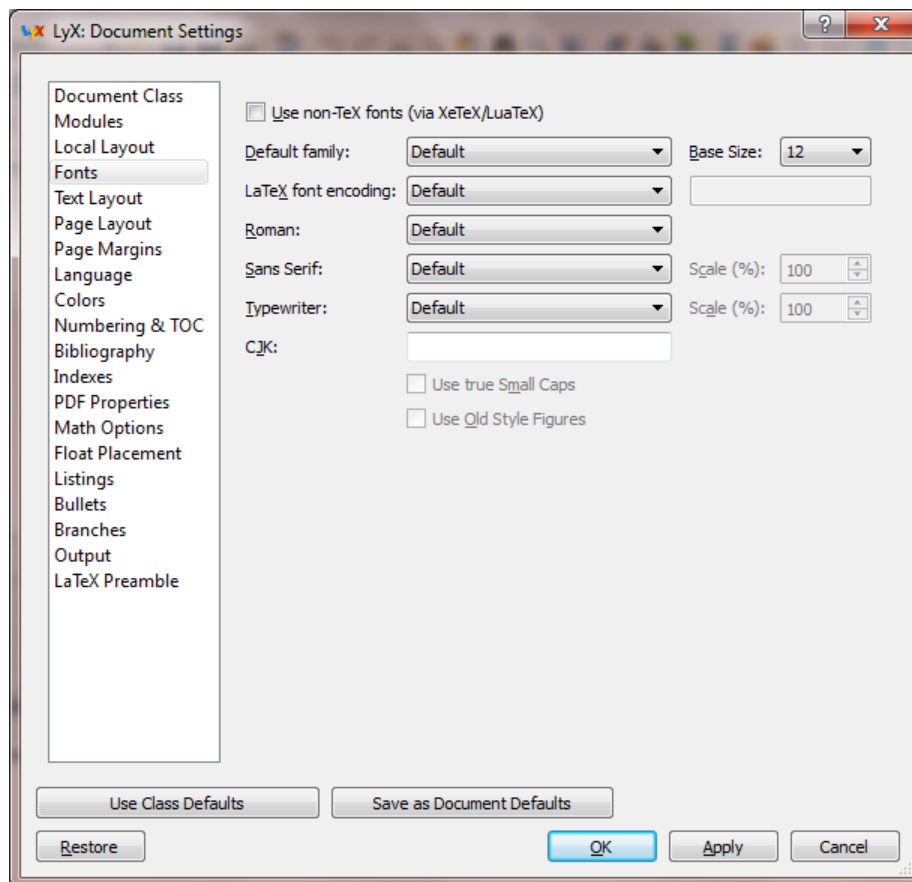 LyX LyX: Document Settings
?
X
Document Class
Modules
Local Layout
Fonts
Text Layout
Page Layout
Page Margins
Language
Colors
Numbering & TOC
Bibliography
Indexes
PDF Properties
Math Options
Float Placement
Listings
Bullets
Branches
Output
LaTeX Preamble
Use non-TeX fonts (via XeTeX/LuaTeX)
Default family: Default Base Size: 12
LaTeX font encoding: Default
Roman: Default
Sans Serif: Default Scale (%): 100
Typewriter: Default Scale (%): 100
CJK:
Use true Small Caps
Use Old Style Figures
Use Class Defaults Save as Document Defaults
Restore OK Apply Cancel